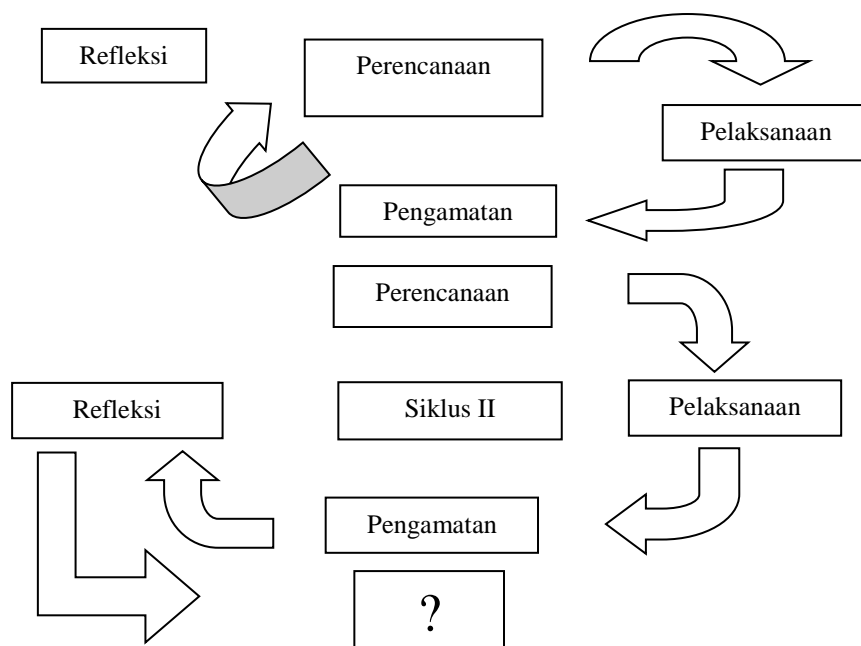 Refleksi
Perencanaan
Pelaksanaan
Pengamatan
Perencanaan
Refleksi
Siklus II
Pelaksanaan
Pengamatan
?